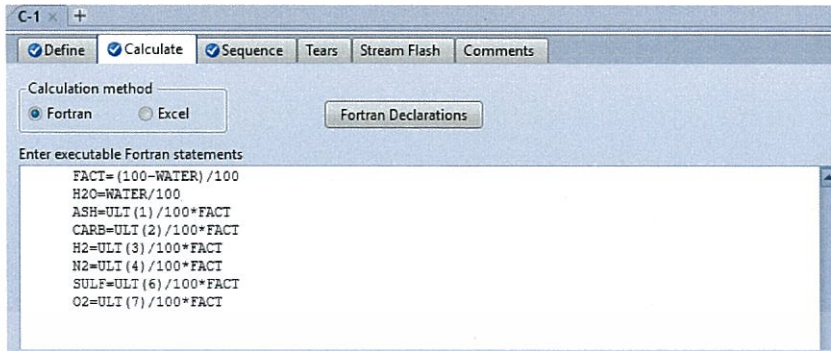 C-1 × +
Define Calculate Sequence Tears Stream Flash Comments
Calculation method
Fortran Excel Fortran Declarations
Enter executable Fortran statements
FACT=(100-WATER)/100
H2O=WATER/100
ASH=ULT(1)/100*FACT
CARB=ULT(2)/100*FACT
H2=ULT(3)/100*FACT
N2=ULT(4)/100*FACT
SULF=ULT(6)/100*FACT
O2=ULT(7)/100*FACT